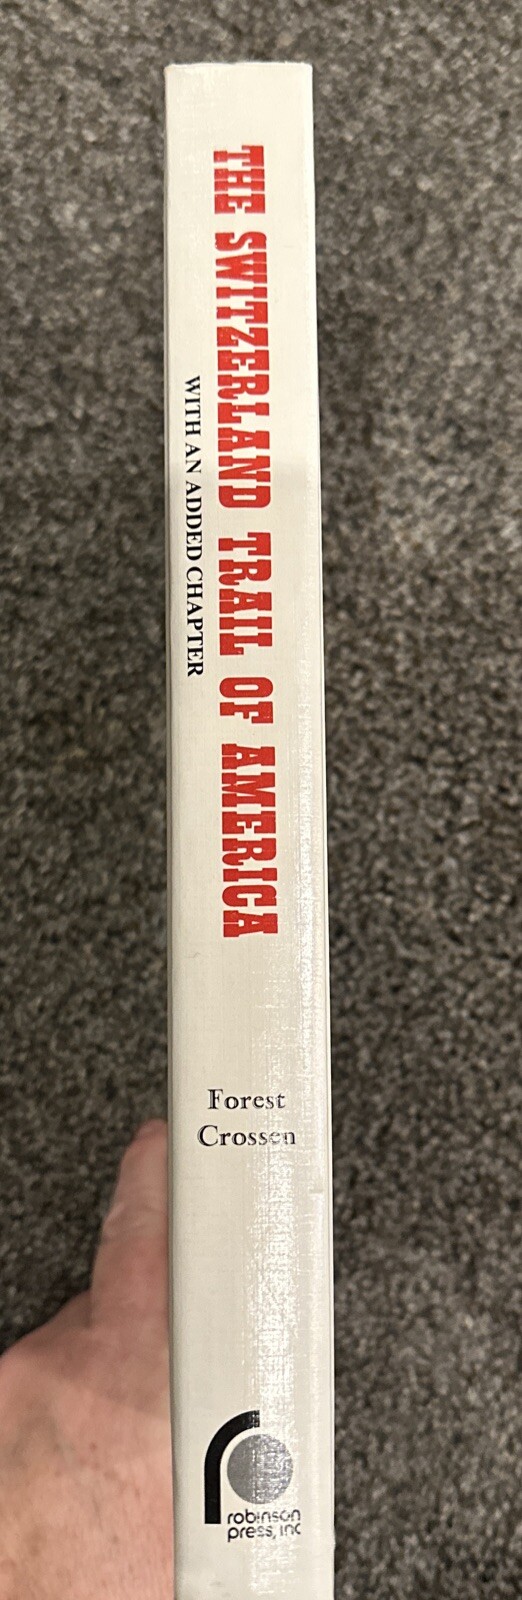 THE SWITZERLAND TRAIL OF AMERICA
WITH AN ADDED CHAPTER
Forest
Crossen
robinson
press, inc